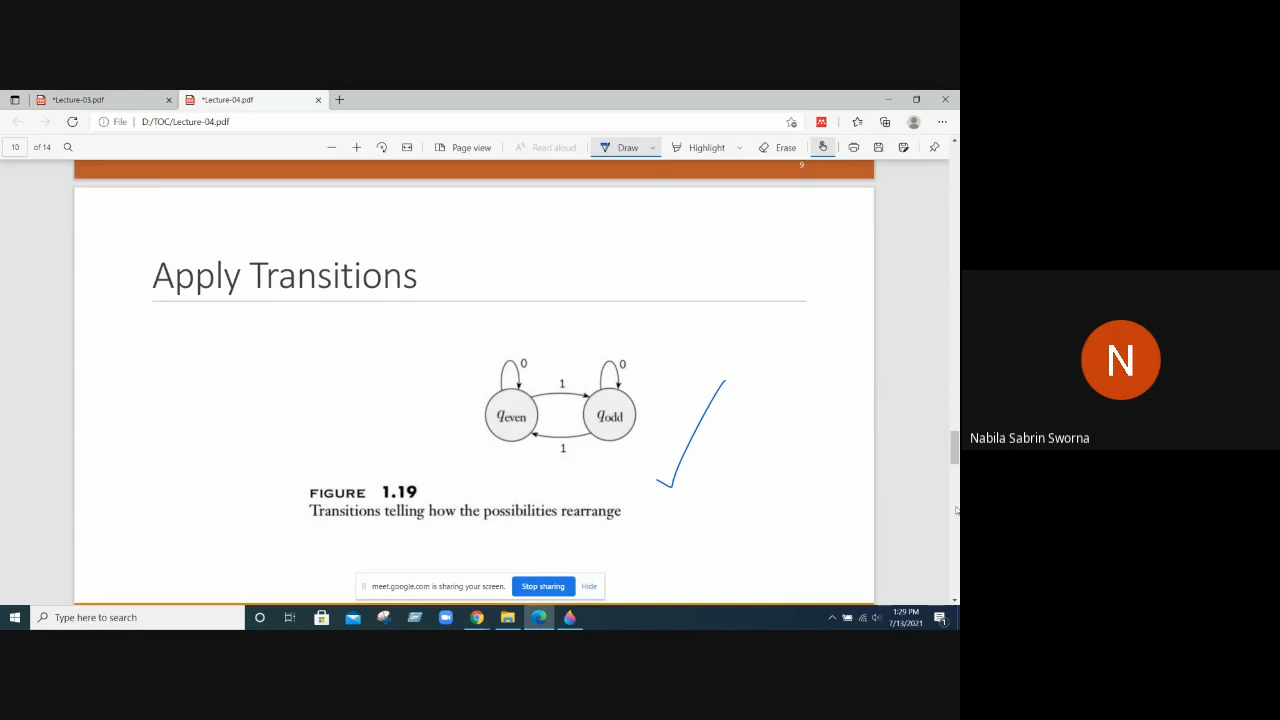 *Lecture-03.pdf
*Lecture-04.pdf
File
D:/TOC/Lecture-04.pdf
10 of 14
Page view
Read aloud
Draw
Highlight
Erase
9
Apply Transitions
0
0
1
qeven
qodd
1
FIGURE 1.19
Transitions telling how the possibilities rearrange
Nabila Sabrin Sworna
N
meet.google.com is sharing your screen.
Stop sharing
Hide
Type here to search
1:29 PM
7/13/2021
1